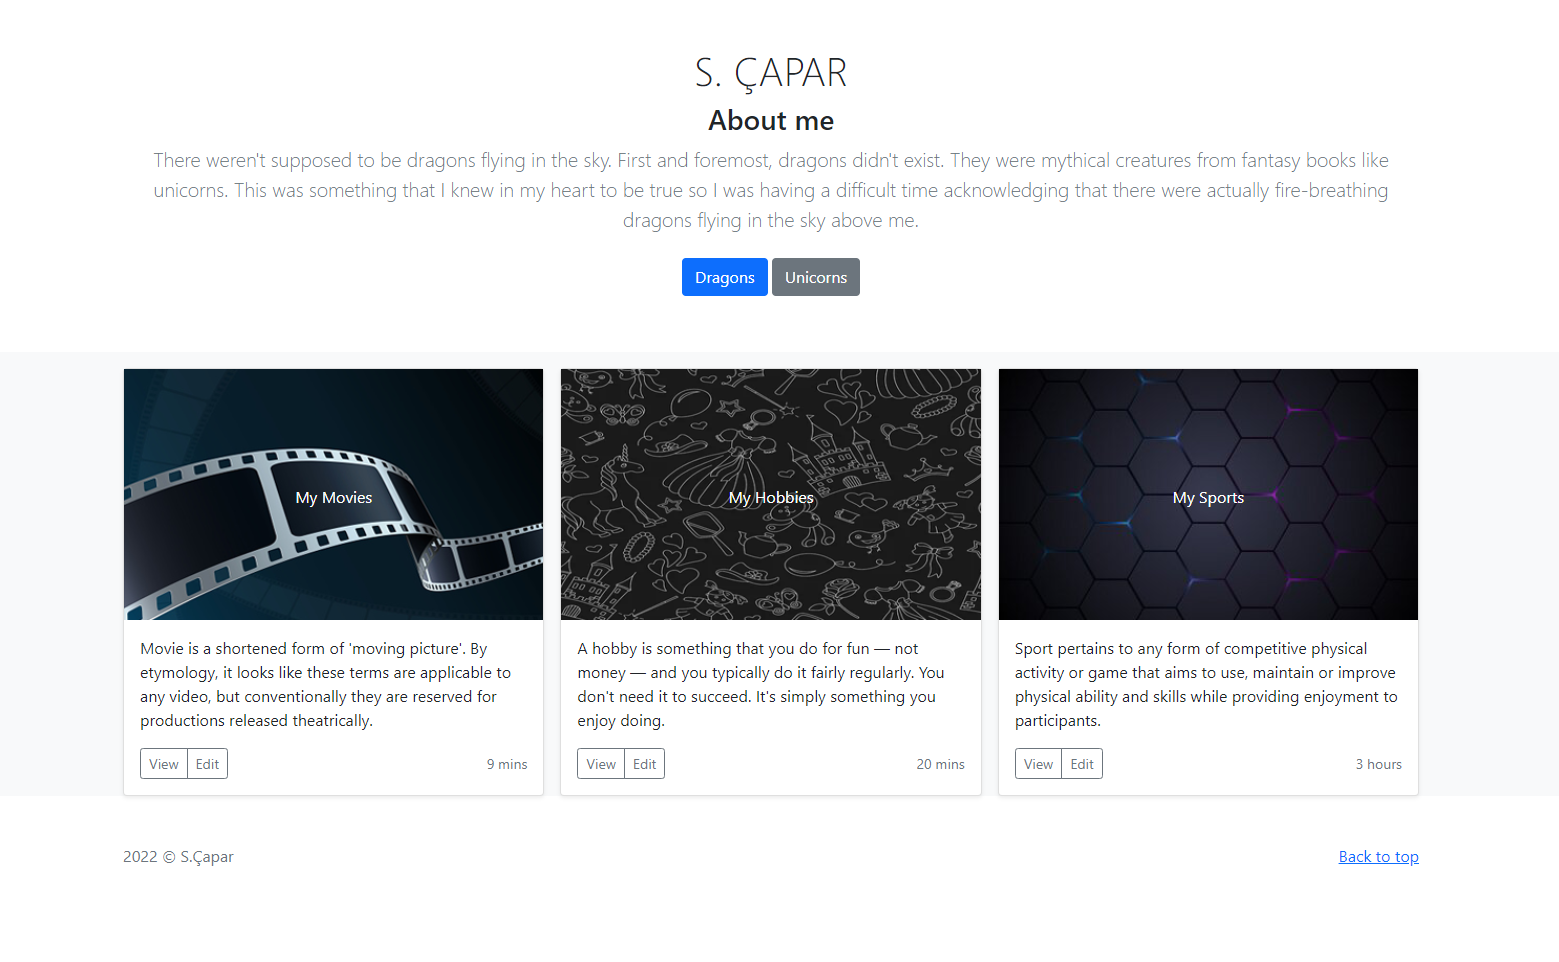 S. ÇAPAR
About me
There weren't supposed to be dragons flying in the sky. First and foremost, dragons didn't exist. They were mythical creatures from fantasy books like
unicorns. This was something that I knew in my heart to be true so I was having a difficult time acknowledging that there were actually fire-breathing
dragons flying in the sky above me.
Dragons Unicorns
My Movies
Movie is a shortened form of 'moving picture'. By
etymology, it looks like these terms are applicable to
any video, but conventionally they are reserved for
productions released theatrically.
View Edit 9 mins
My Hobbies
A hobby is something that you do for fun — not
money — and you typically do it fairly regularly. You
don't need it to succeed. It's simply something you
enjoy doing.
View Edit 20 mins
My Sports
Sport pertains to any form of competitive physical
activity or game that aims to use, maintain or improve
physical ability and skills while providing enjoyment to
participants.
View Edit 3 hours
2022 © S.Çapar
Back to top